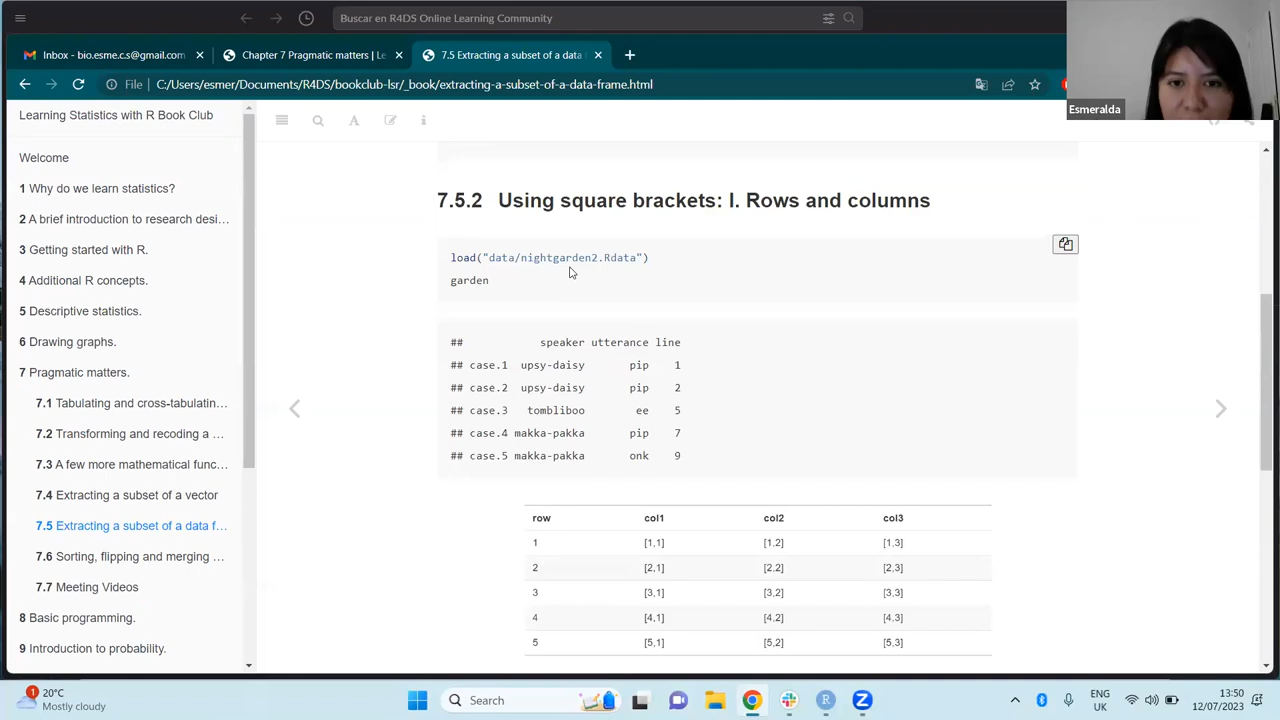 Buscar en R4DS Online Learning Community
Inbox - bio.esme.c.s@gmail.com
Chapter 7 Pragmatic matters | Le
7.5 Extracting a subset of a data f
File
C:/Users/esmer/Documents/R4DS/bookclub-lsr/_book/extracting-a-subset-of-a-data-frame.html
Esmeralda
Learning Statistics with R Book Club
Welcome
1 Why do we learn statistics?
2 A brief introduction to research desi...
3 Getting started with R.
4 Additional R concepts.
5 Descriptive statistics.
6 Drawing graphs.
7 Pragmatic matters.
7.1 Tabulating and cross-tabulatin...
7.2 Transforming and recoding a ...
7.3 A few more mathematical func...
7.4 Extracting a subset of a vector
7.5 Extracting a subset of a data f...
7.6 Sorting, flipping and merging ...
7.7 Meeting Videos
8 Basic programming.
9 Introduction to probability.
7.5.2 Using square brackets: I. Rows and columns
load("data/nightgarden2.Rdata")
garden
## speaker utterance line
## case.1 upsy-daisy pip 1
## case.2 upsy-daisy pip 2
## case.3 tombliboo ee 5
## case.4 makka-pakka pip 7
## case.5 makka-pakka onk 9
row col1 col2 col3
1 [1,1] [1,2] [1,3]
2 [2,1] [2,2] [2,3]
3 [3,1] [3,2] [3,3]
4 [4,1] [4,2] [4,3]
5 [5,1] [5,2] [5,3]
1
20°C
Mostly cloudy
Search
ENG
UK
13:50
12/07/2023